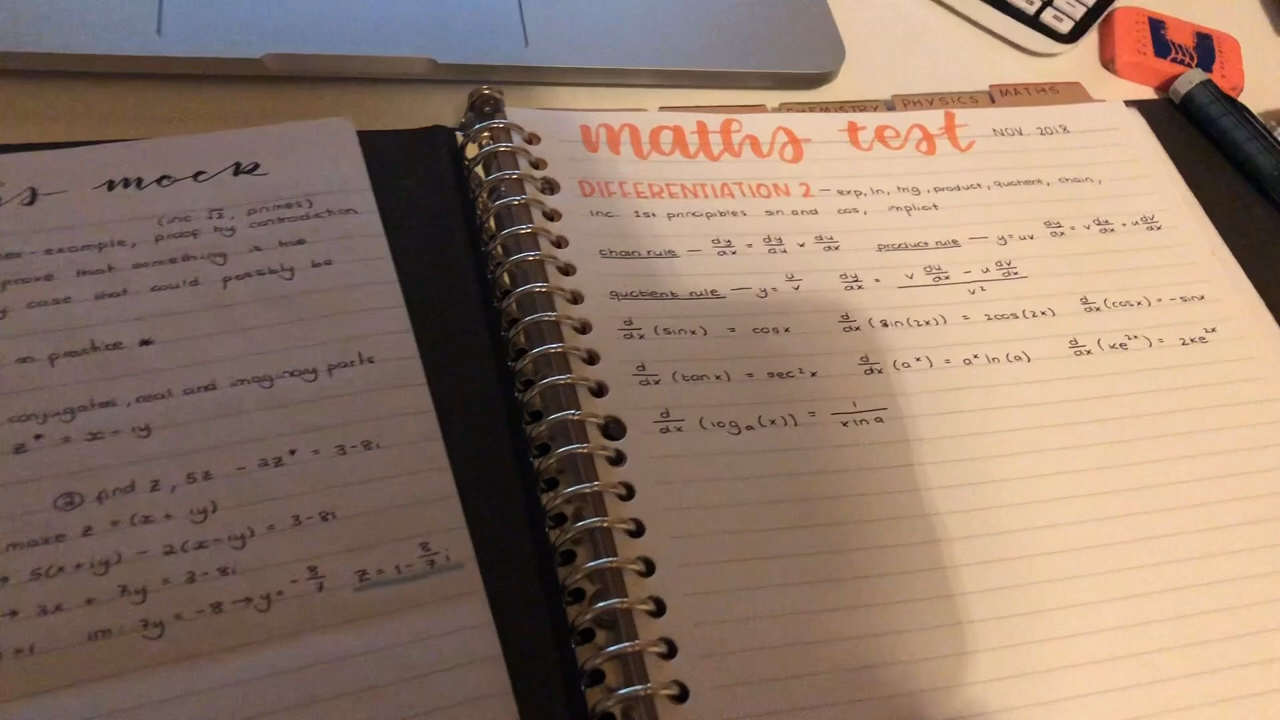 mock
(inc √2, primes)
example, proof by contradiction
prove that something is true
case that could possibly be
practice *
conjugates, real and imaginary parts
z* = x - iy
② find z, 5z - 2z* = 3-8i
make z = (x + iy)
→ 5(x+iy) - 2(x-iy) = 3-8i
→ 3x + 7iy = 3-8i
=1 im: 7y = -8 → y = -8/7 z = 1 - 8/7 i
CHEMISTRY
PHYSICS
MATHS
maths test NOV. 2018
DIFFERENTIATION 2 - exp, ln, trig, product, quotient, chain,
inc. 1st principibles sin and cos, implicit
chain rule - dy/dx = dy/du × du/dx product rule - y = uv dy/dx = v du/dx + u dv/dx
quotient rule - y = u/v dy/dx = (v du/dx - u dv/dx)/v²
d/dx (sinx) = cosx d/dx (sin(2x)) = 2cos(2x) d/dx (cosx) = -sinx
d/dx (tanx) = sec²x d/dx (aˣ) = aˣ ln(a) d/dx (ke²ˣ) = 2ke²ˣ
d/dx (logₐ(x)) = 1/(x ln a)